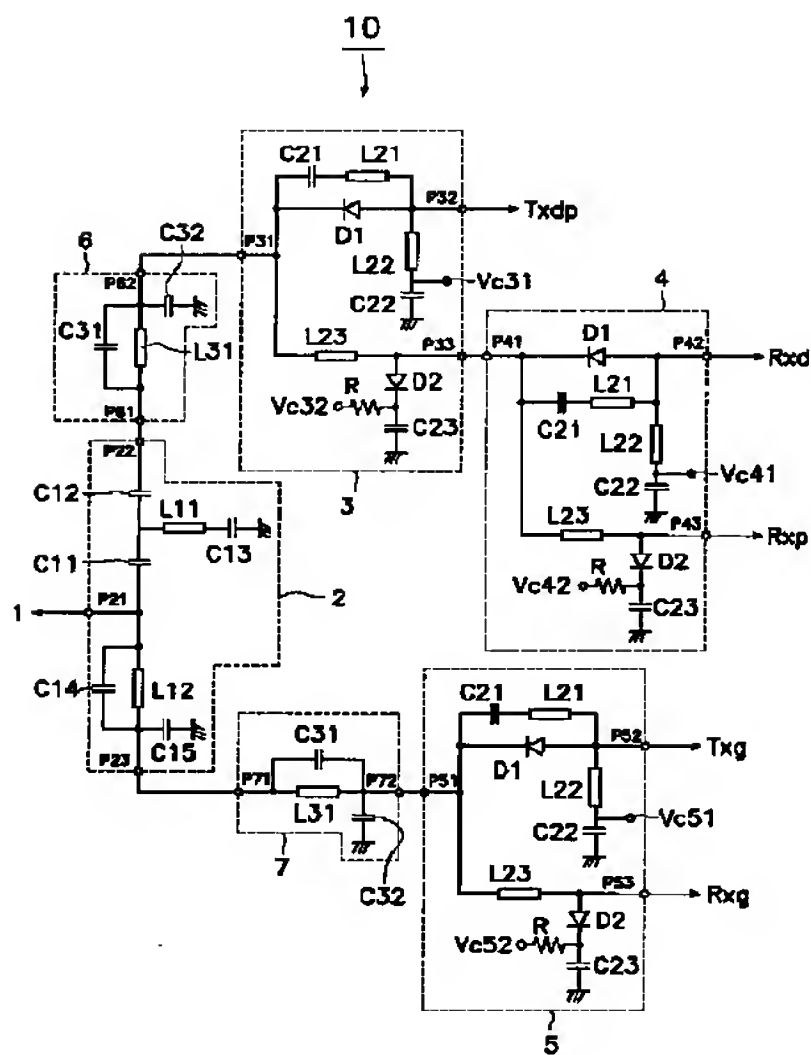 10
C21 L21
P32
Txdp
D1
P31
L22
6
C32
P62
Vc31
C22
4
C31
L31
L23
P33
P41
D1
P42
Rxd
D2
R
Vc32
C21
L21
C23
L22
P61
P22
3
Vc41
C22
C12
L11
C13
L23
P43
Rxp
C11
D2
R
Vc42
P21
1
2
C23
C14
L12
C15
C21 L21
P23
C31
P52
Txg
P71
P72
P51
D1
L22
L31
Vc51
C22
7
C32
L23
P53
Rxg
D2
R
Vc52
C23
5